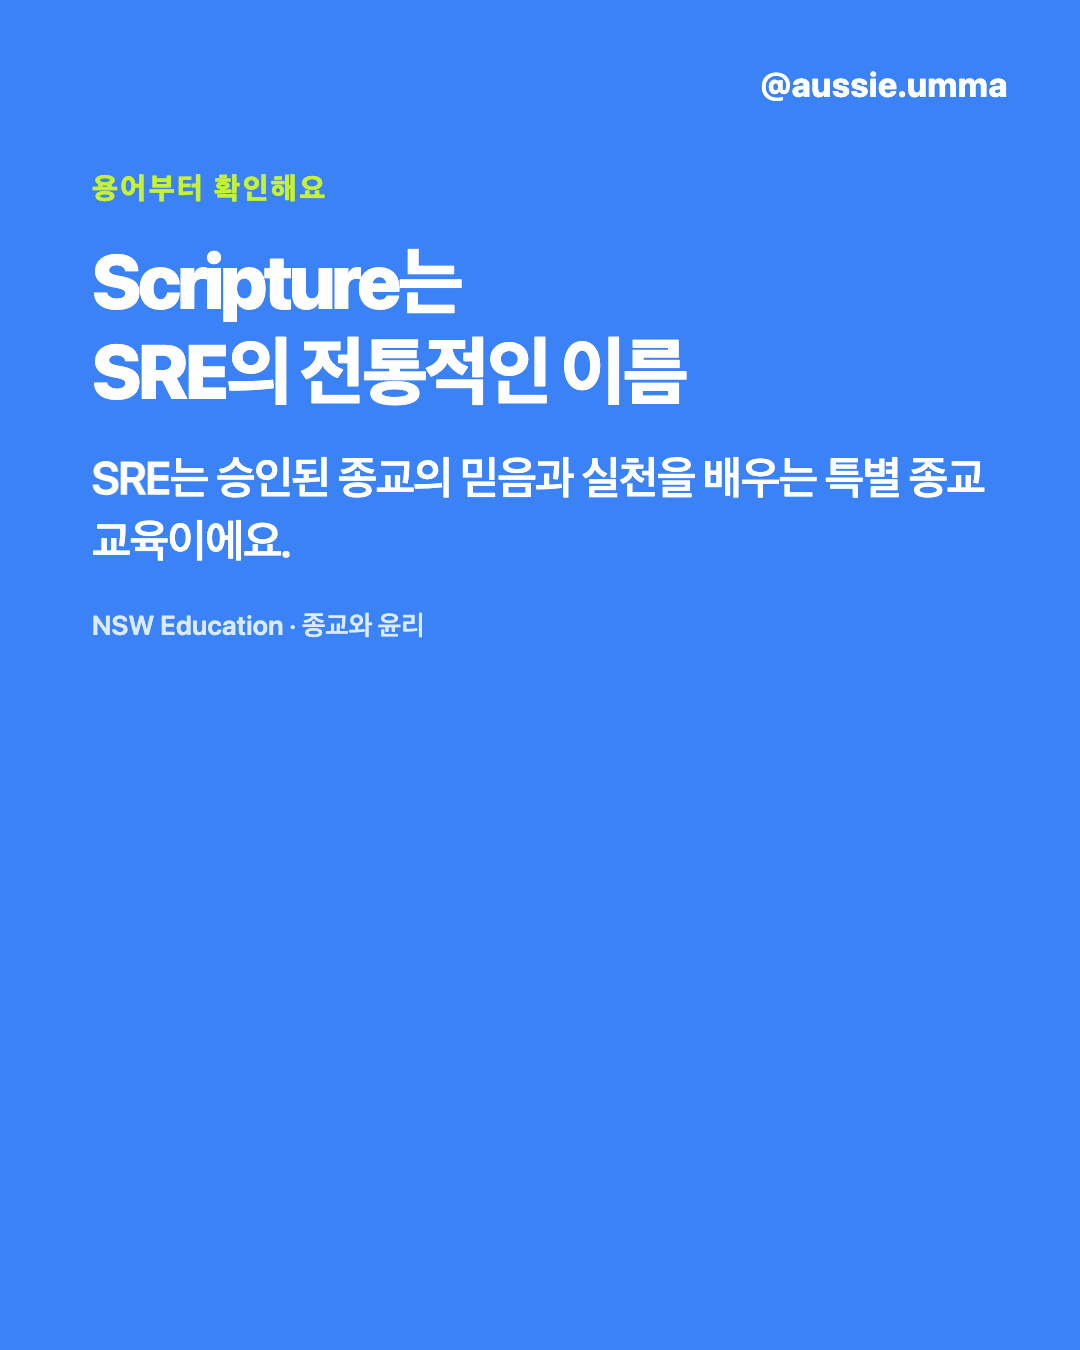 @aussie.umma
용어부터 확인해요
Scripture는
SRE의 전통적인 이름
SRE는 승인된 종교의 믿음과 실천을 배우는 특별 종교
교육이에요.
NSW Education · 종교와 윤리